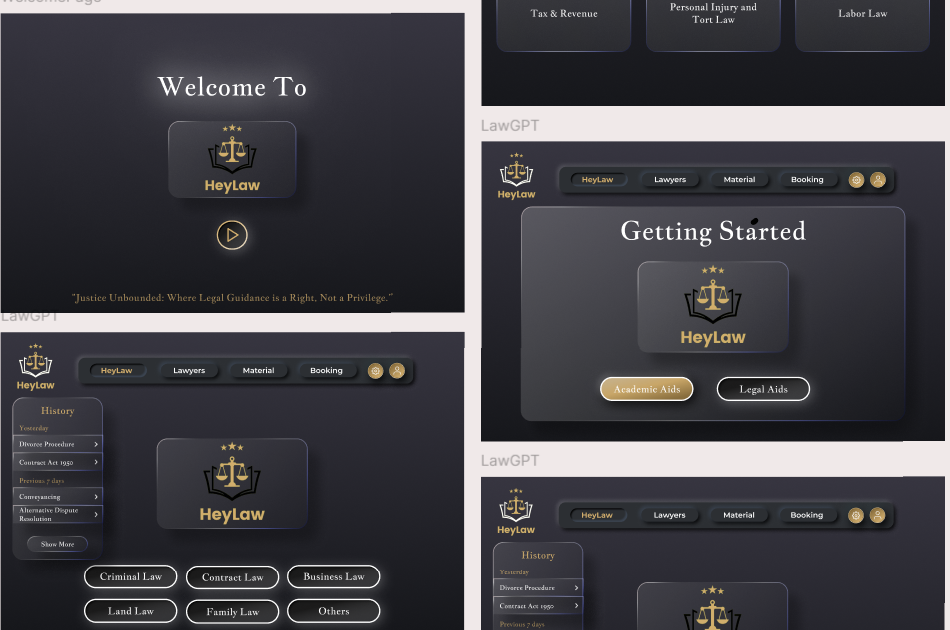 WelcomePage
Welcome To
HeyLaw
"Justice Unbounded: Where Legal Guidance is a Right, Not a Privilege."
LawGPT
HeyLaw
HeyLaw
Lawyers
Material
Booking
History
Yesterday
Divorce Procedure
Contract Act 1950
Previous 7 days
Conveyancing
Alternative Dispute
Resolution
Show More
HeyLaw
Criminal Law
Contract Law
Business Law
Land Law
Family Law
Others
Tax & Revenue
Personal Injury and
Tort Law
Labor Law
LawGPT
HeyLaw
HeyLaw
Lawyers
Material
Booking
Getting Started
HeyLaw
Academic Aids
Legal Aids
LawGPT
HeyLaw
HeyLaw
Lawyers
Material
Booking
History
Yesterday
Divorce Procedure
Contract Act 1950
Previous 7 days